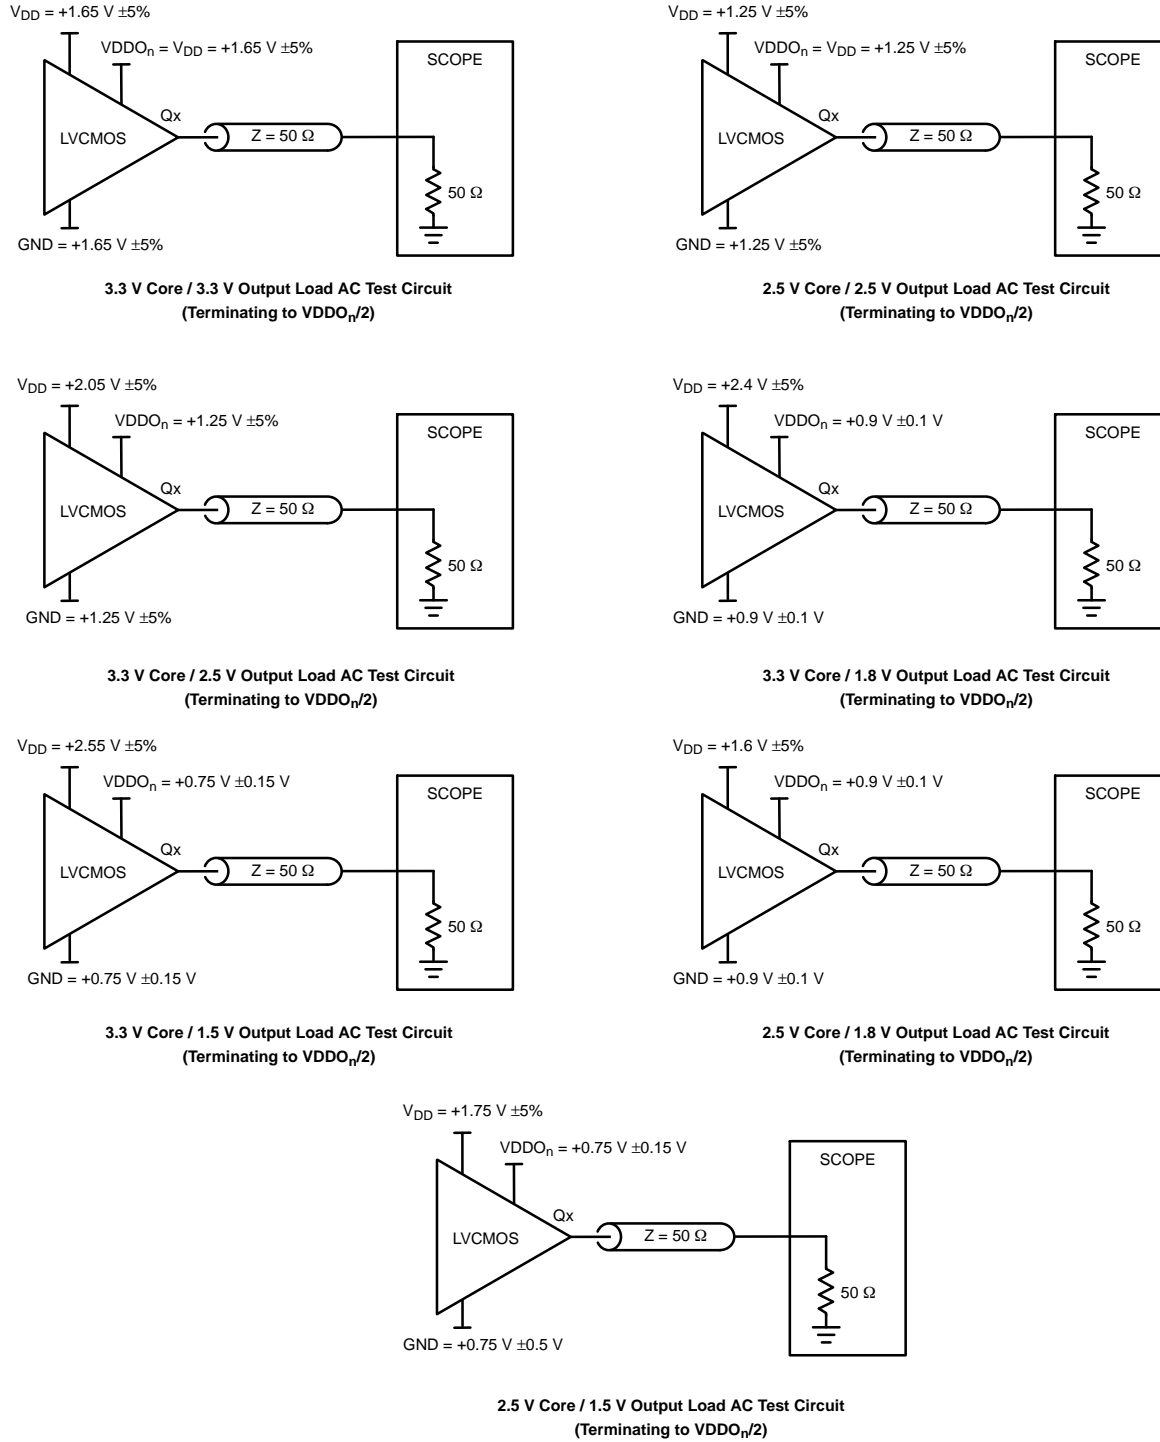 V_DD = +1.65 V ±5%
VDDO_n = V_DD = +1.65 V ±5%
SCOPE
Qx
LVCMOS
Z = 50 Ω
50 Ω
GND = +1.65 V ±5%
3.3 V Core / 3.3 V Output Load AC Test Circuit
(Terminating to VDDO_n/2)
V_DD = +1.25 V ±5%
VDDO_n = V_DD = +1.25 V ±5%
SCOPE
Qx
LVCMOS
Z = 50 Ω
50 Ω
GND = +1.25 V ±5%
2.5 V Core / 2.5 V Output Load AC Test Circuit
(Terminating to VDDO_n/2)
V_DD = +2.05 V ±5%
VDDO_n = +1.25 V ±5%
SCOPE
Qx
LVCMOS
Z = 50 Ω
50 Ω
GND = +1.25 V ±5%
3.3 V Core / 2.5 V Output Load AC Test Circuit
(Terminating to VDDO_n/2)
V_DD = +2.4 V ±5%
VDDO_n = +0.9 V ±0.1 V
SCOPE
Qx
LVCMOS
Z = 50 Ω
50 Ω
GND = +0.9 V ±0.1 V
3.3 V Core / 1.8 V Output Load AC Test Circuit
(Terminating to VDDO_n/2)
V_DD = +2.55 V ±5%
VDDO_n = +0.75 V ±0.15 V
SCOPE
Qx
LVCMOS
Z = 50 Ω
50 Ω
GND = +0.75 V ±0.15 V
3.3 V Core / 1.5 V Output Load AC Test Circuit
(Terminating to VDDO_n/2)
V_DD = +1.6 V ±5%
VDDO_n = +0.9 V ±0.1 V
SCOPE
Qx
LVCMOS
Z = 50 Ω
50 Ω
GND = +0.9 V ±0.1 V
2.5 V Core / 1.8 V Output Load AC Test Circuit
(Terminating to VDDO_n/2)
V_DD = +1.75 V ±5%
VDDO_n = +0.75 V ±0.15 V
SCOPE
Qx
LVCMOS
Z = 50 Ω
50 Ω
GND = +0.75 V ±0.5 V
2.5 V Core / 1.5 V Output Load AC Test Circuit
(Terminating to VDDO_n/2)